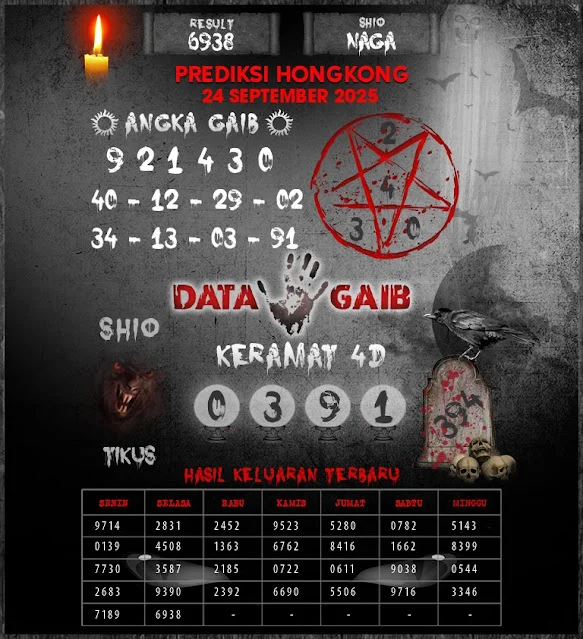 RESULT
6938
SHIO
NAGA
PREDIKSI HONGKONG
24 SEPTEMBER 2025
ANGKA GAIB
9 2 1 4 3 0
40 - 12 - 29 - 02
34 - 13 - 03 - 91
2
4
3 0
DATA GAIB
SHIO
KERAMAT 4D
0 3 9 1
394
TIKUS
HASIL KELUARAN TERBARU
SENIN SELASA RABU KAMIS JUMAT SABTU MINGGU
9714 2831 2452 9523 5280 0782 5143
0139 4508 1363 6762 8416 1662 8399
7730 3587 2185 0722 0611 9038 0544
2683 9390 2392 6690 5506 9716 3346
7189 6938 - - - - -